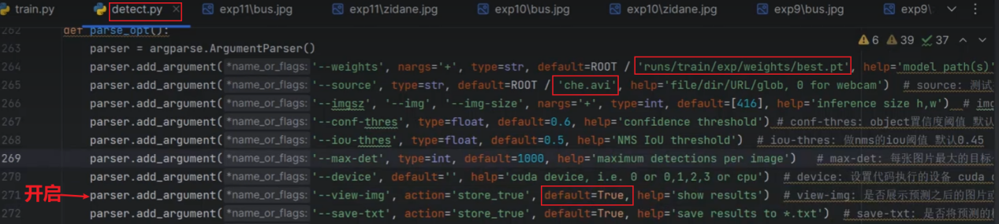 train.py detect.py × exp11\bus.jpg exp11\zidane.jpg exp10\bus.jpg exp10\zidane.jpg exp9\bus.jpg exp9\
262 def parse_opt(): 6 39 37
263 parser = argparse.ArgumentParser()
264 parser.add_argument(*name_or_flags: '--weights', nargs='+', type=str, default=ROOT / 'runs/train/exp/weights/best.pt', help='model path(s)'
265 parser.add_argument(*name_or_flags: '--source', type=str, default=ROOT / 'che.avi', help='file/dir/URL/glob, 0 for webcam') # source: 测试
266 parser.add_argument(*name_or_flags: '--imgsz', '--img', '--img-size', nargs='+', type=int, default=[416], help='inference size h,w') # imc
267 parser.add_argument(*name_or_flags: '--conf-thres', type=float, default=0.6, help='confidence threshold') # conf-thres: object置信度阈值 默认
268 parser.add_argument(*name_or_flags: '--iou-thres', type=float, default=0.5, help='NMS IoU threshold') # iou-thres: 做nms的iou阈值 默认0.45
269 parser.add_argument(*name_or_flags: '--max-det', type=int, default=1000, help='maximum detections per image') # max-det: 每张图片最大的目标
270 parser.add_argument(*name_or_flags: '--device', default='', help='cuda device, i.e. 0 or 0,1,2,3 or cpu') # device: 设置代码执行的设备 cuda
271 开启 parser.add_argument(*name_or_flags: '--view-img', action='store_true', default=True, help='show results') # view-img: 是否展示预测之后的图片或
272 parser.add_argument(*name_or_flags: '--save-txt', action='store_true', default=True, help='save results to *.txt') # save-txt: 是否将预测的